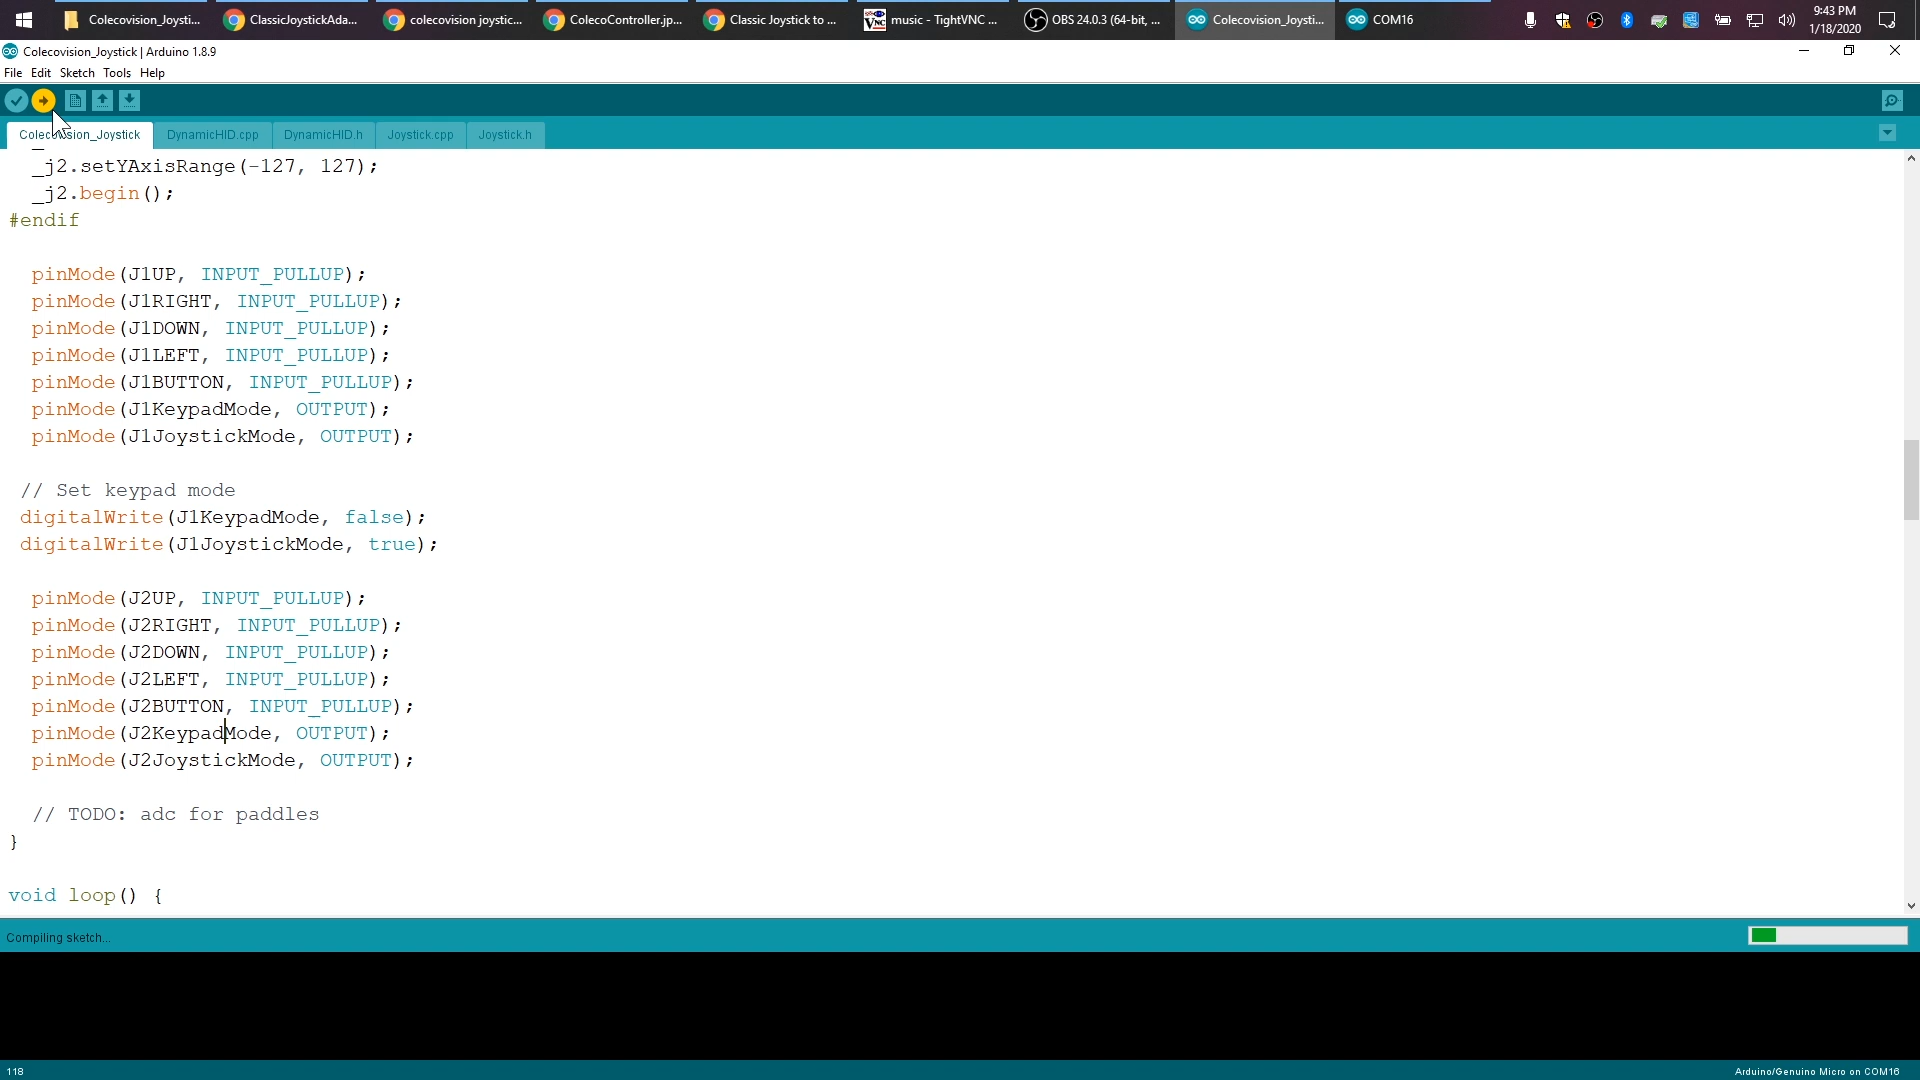 Colecovision_Joysti...
ClassicJoystickAda...
colecovision joystic...
ColecoController.jp...
Classic Joystick to ...
music - TightVNC ...
OBS 24.0.3 (64-bit, ...
Colecovision_Joysti...
COM16
9:43 PM
1/18/2020
Colecovision_Joystick | Arduino 1.8.9
File Edit Sketch Tools Help
Colecovision_Joystick
DynamicHID.cpp
DynamicHID.h
Joystick.cpp
Joystick.h
_j2.setYAxisRange(-127, 127);
_j2.begin();
#endif
pinMode(J1UP, INPUT_PULLUP);
pinMode(J1RIGHT, INPUT_PULLUP);
pinMode(J1DOWN, INPUT_PULLUP);
pinMode(J1LEFT, INPUT_PULLUP);
pinMode(J1BUTTON, INPUT_PULLUP);
pinMode(J1KeypadMode, OUTPUT);
pinMode(J1JoystickMode, OUTPUT);
// Set keypad mode
digitalWrite(J1KeypadMode, false);
digitalWrite(J1JoystickMode, true);
pinMode(J2UP, INPUT_PULLUP);
pinMode(J2RIGHT, INPUT_PULLUP);
pinMode(J2DOWN, INPUT_PULLUP);
pinMode(J2LEFT, INPUT_PULLUP);
pinMode(J2BUTTON, INPUT_PULLUP);
pinMode(J2KeypadMode, OUTPUT);
pinMode(J2JoystickMode, OUTPUT);
// TODO: adc for paddles
}
void loop() {
Compiling sketch...
118
Arduino/Genuino Micro on COM16